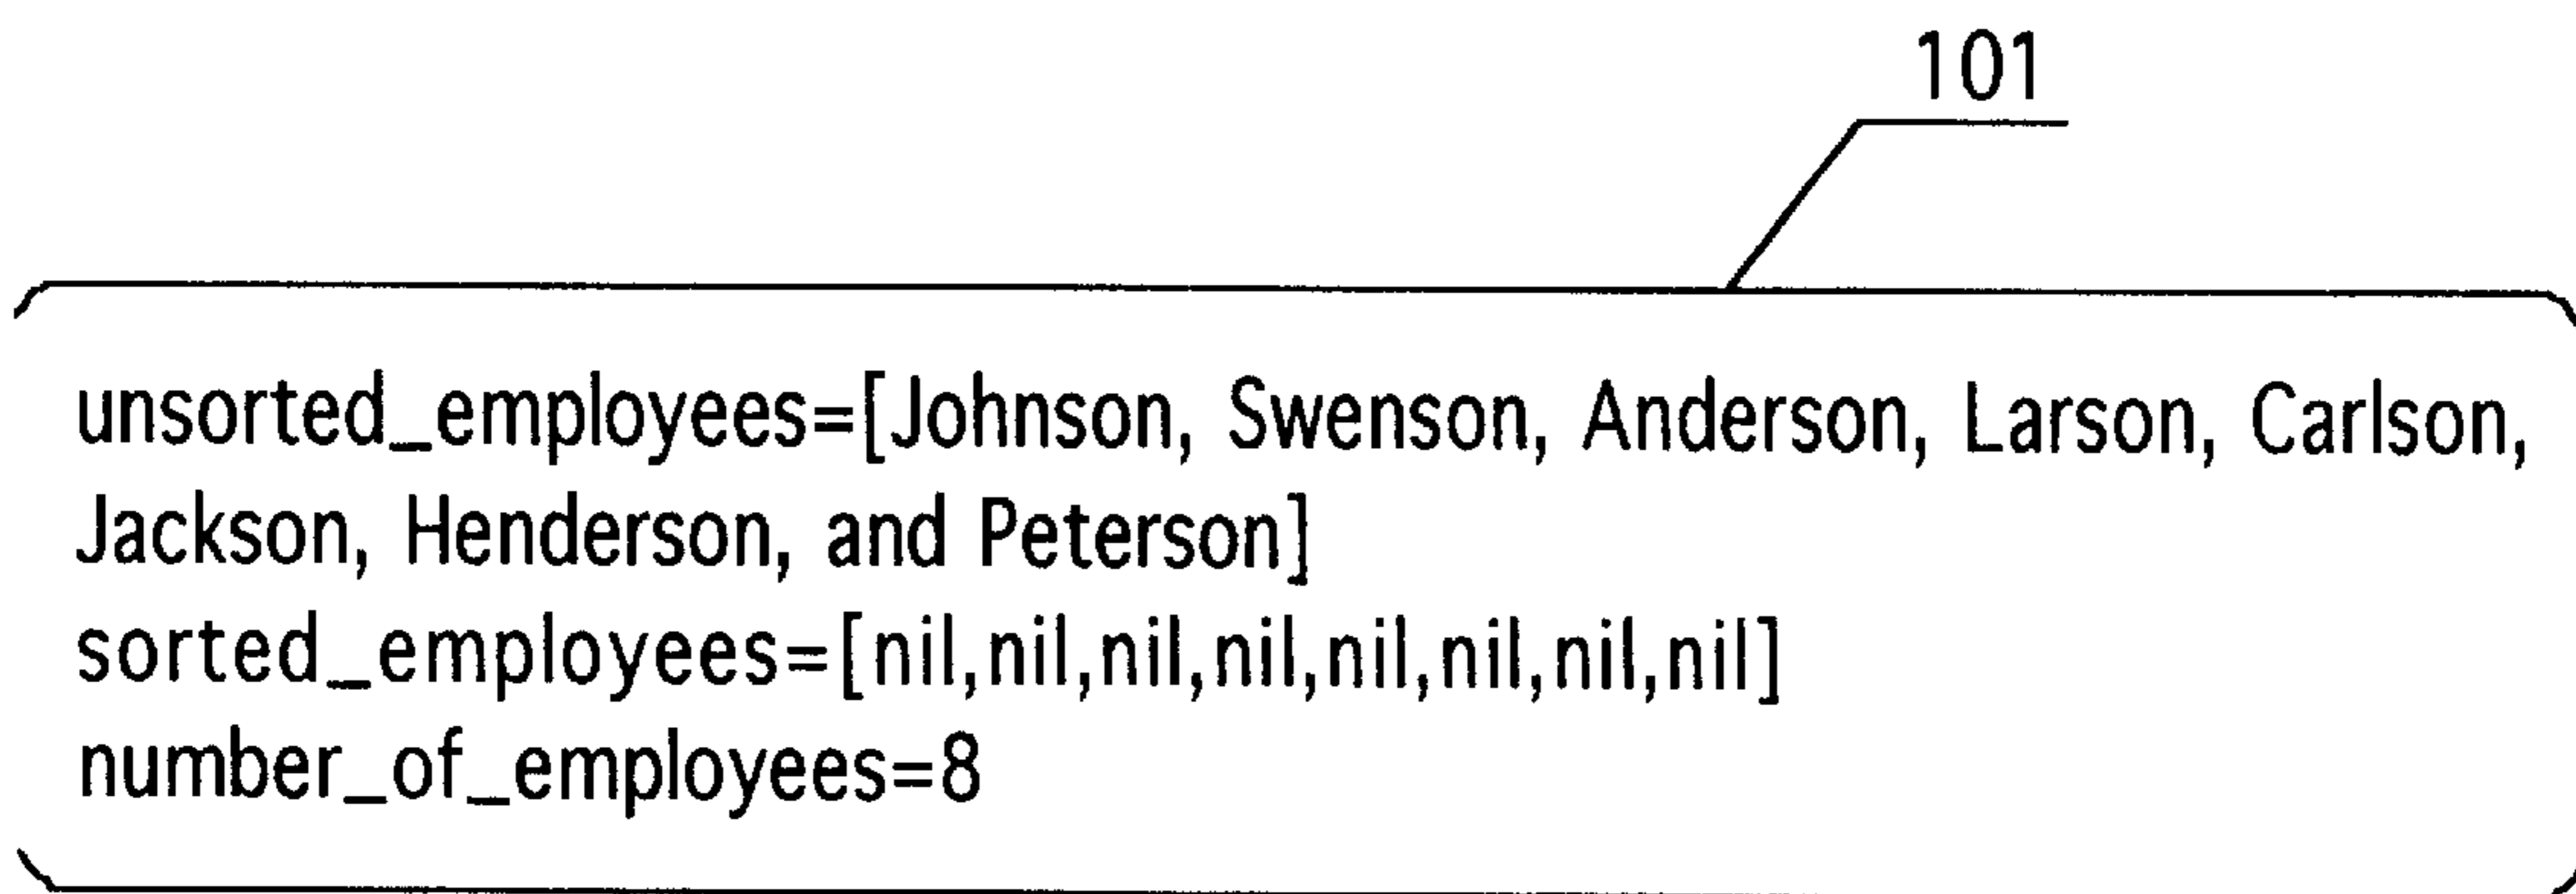 101
unsorted_employees=[Johnson, Swenson, Anderson, Larson, Carlson,
Jackson, Henderson, and Peterson]
sorted_employees=[nil,nil,nil,nil,nil,nil,nil,nil]
number_of_employees=8